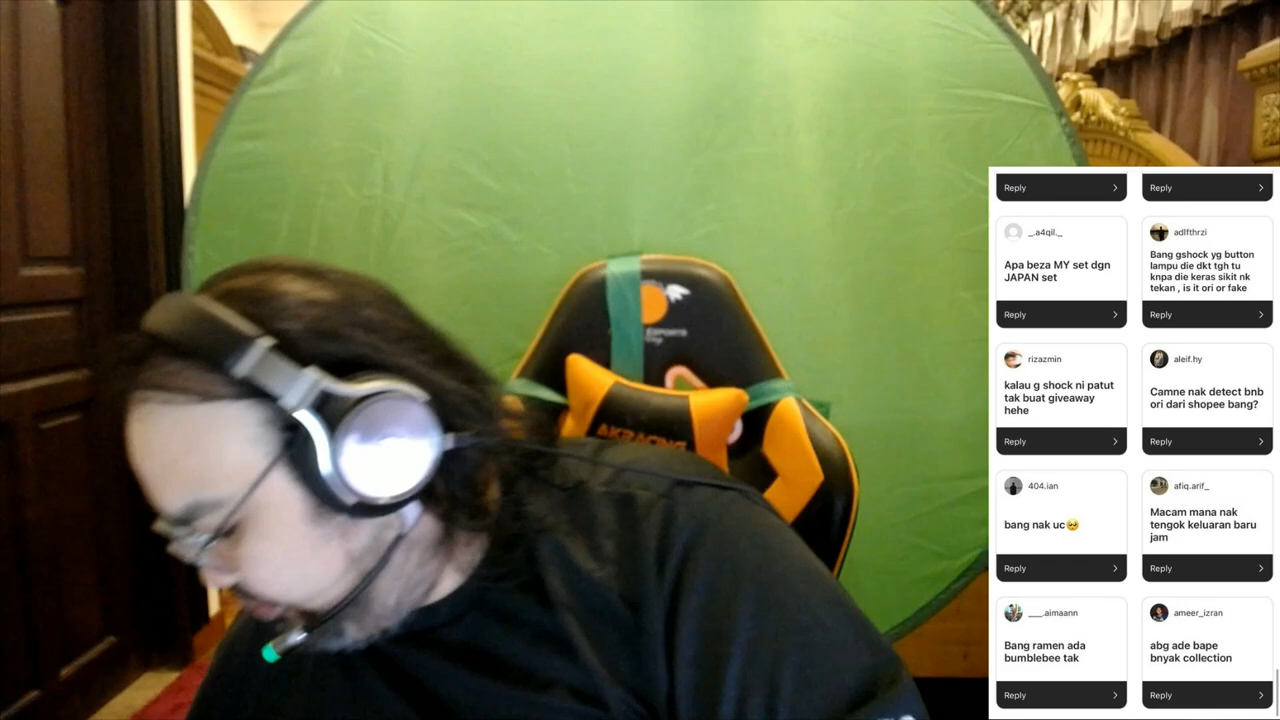 Reply
Reply
_.a4qil._
Apa beza MY set dgn
JAPAN set
Reply
adlfthrzi
Bang gshock yg button
lampu die dkt tgh tu
knpa die keras sikit nk
tekan , is it ori or fake
Reply
rizazmin
kalau g shock ni patut
tak buat giveaway
hehe
Reply
aleif.hy
Camne nak detect bnb
ori dari shopee bang?
Reply
404.ian
bang nak uc🥺
Reply
afiq.arif_
Macam mana nak
tengok keluaran baru
jam
Reply
___.aimaann
Bang ramen ada
bumblebee tak
Reply
ameer_izran
abg ade bape
bnyak collection
Reply
AKRACING